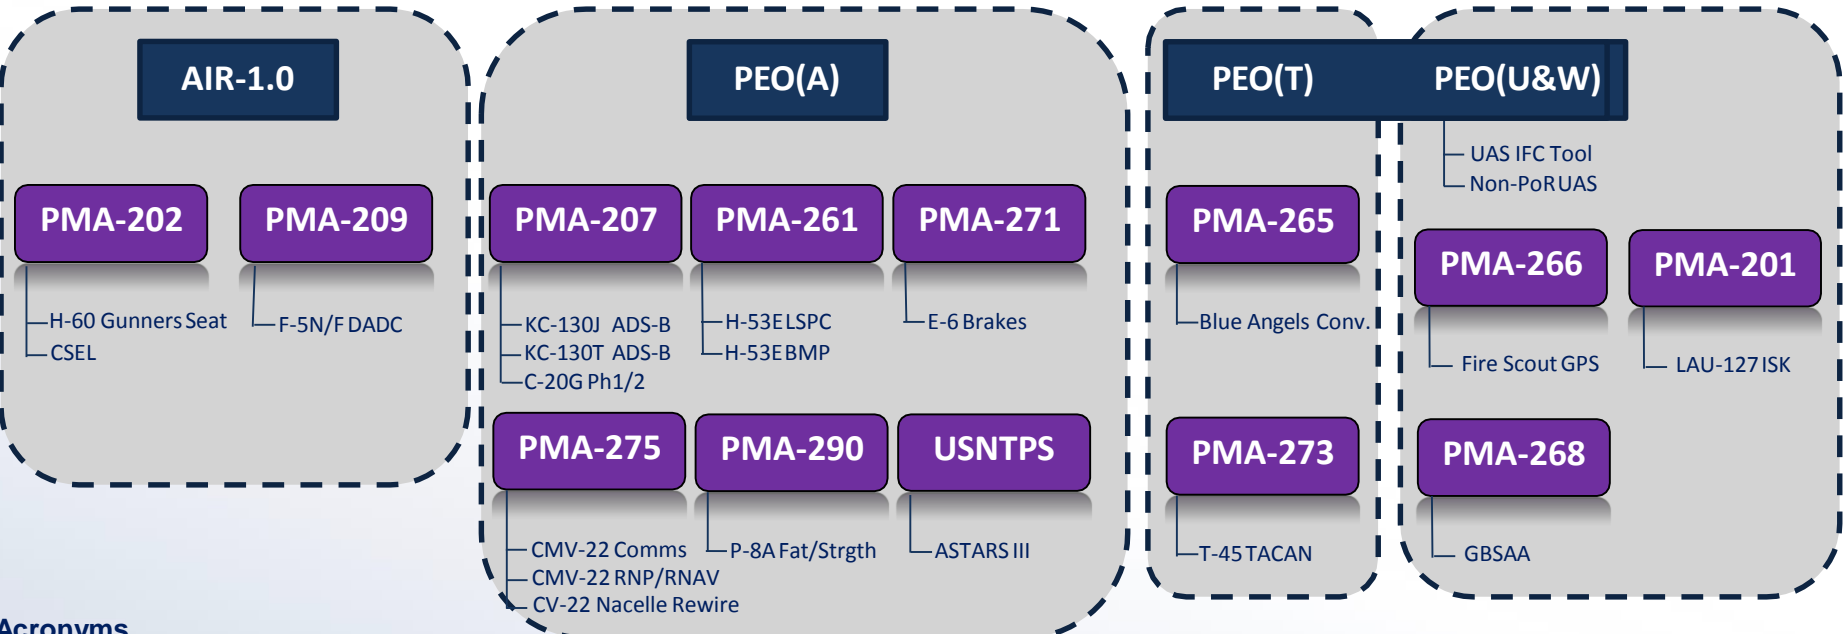 AIR-1.0
PMA-202
H-60 Gunners Seat
CSEL
PMA-209
F-5N/F DADC
PEO(A)
PMA-207
KC-130J ADS-B
KC-130T ADS-B
C-20G Ph1/2
PMA-261
H-53E LSPC
H-53E BMP
PMA-271
E-6 Brakes
PMA-275
CMV-22 Comms
CMV-22 RNP/RNAV
CV-22 Nacelle Rewire
PMA-290
P-8A Fat/Strgth
USNTPS
ASTARS III
PEO(T)
PMA-265
Blue Angels Conv.
PMA-273
T-45 TACAN
PEO(U&W)
UAS IFC Tool
Non-PoR UAS
PMA-266
Fire Scout GPS
PMA-201
LAU-127 ISK
PMA-268
GBSAA
Acronyms